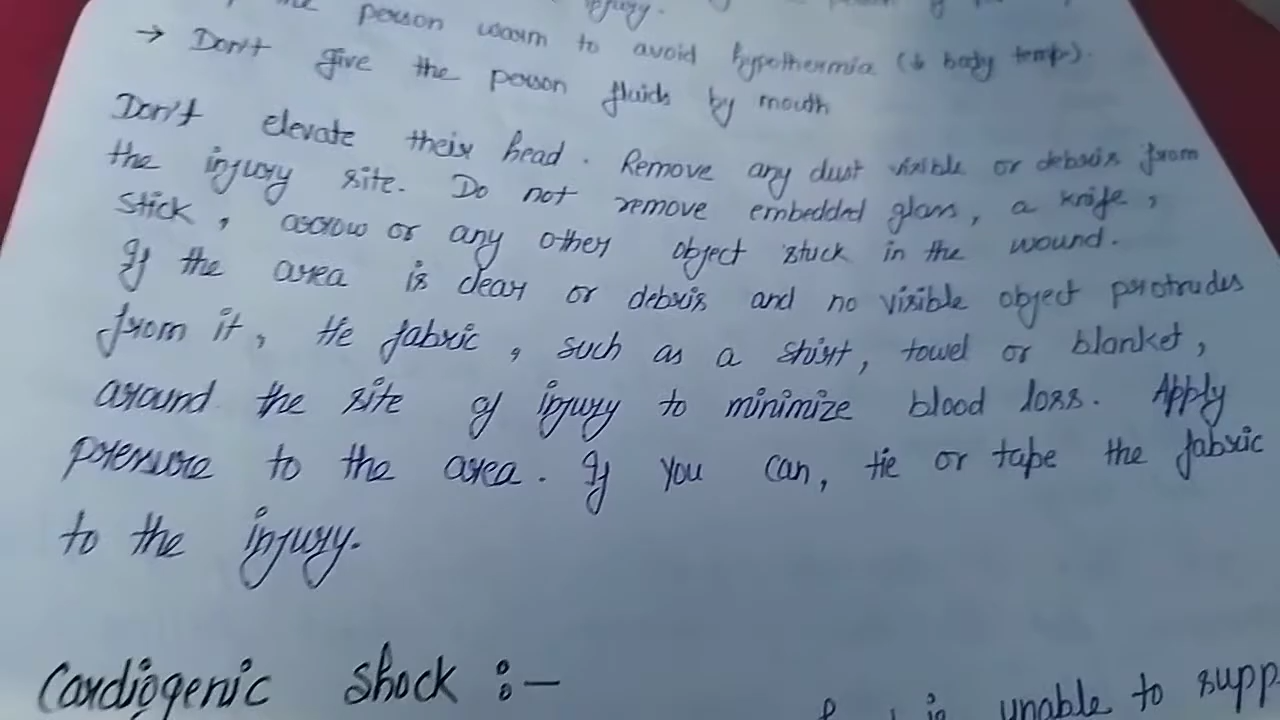 the person warm to avoid hypothermia (↓ body temp).
→ Don't give the person fluids by mouth
Don't elevate their head. Remove any dust visible or debris from
the injury site. Do not remove embedded glass, a knife,
stick, arrow or any other object stuck in the wound.
If the area is clear or debris and no visible object protrudes
from it, tie fabric, such as a shirt, towel or blanket,
around the site of injury to minimize blood loss. Apply
pressure to the area. If you can, tie or tape the fabric
to the injury.
Cardiogenic shock :-
is unable to supp